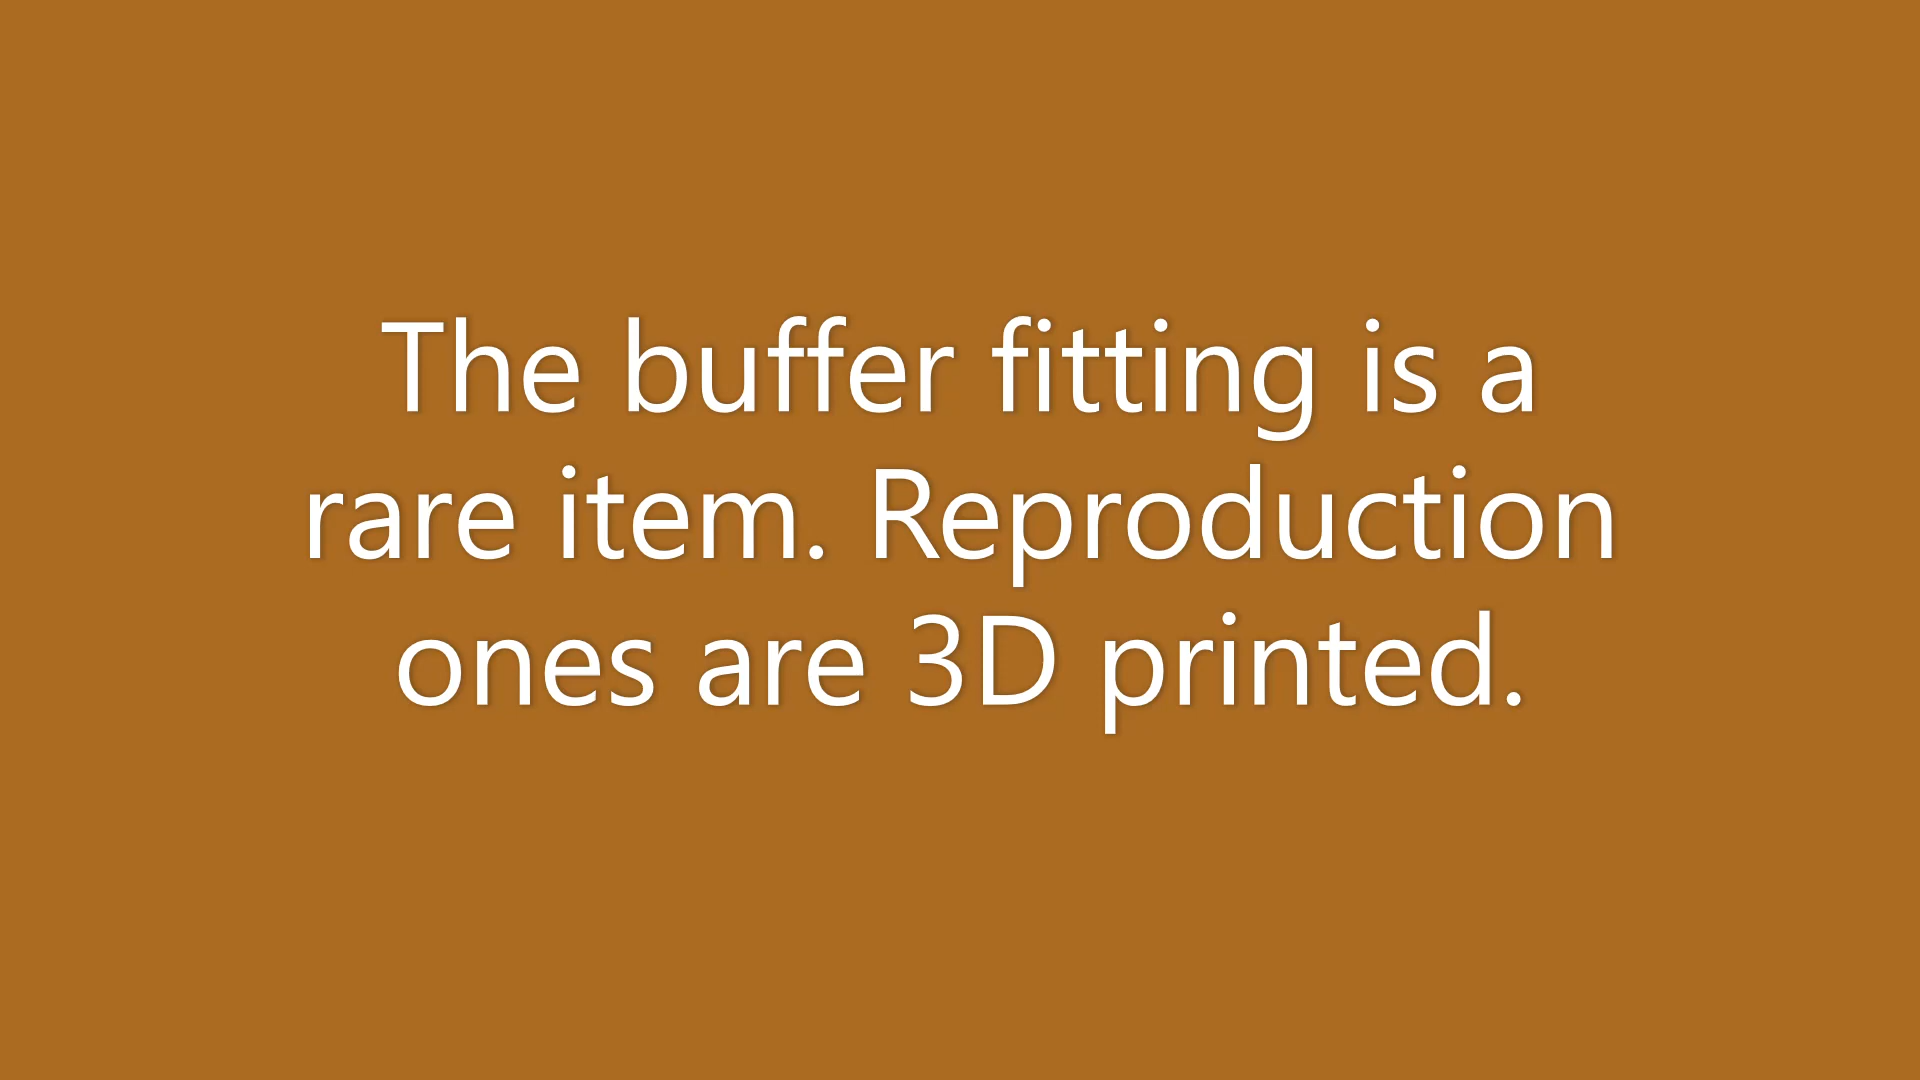 The buffer fitting is a
rare item. Reproduction
ones are 3D printed.